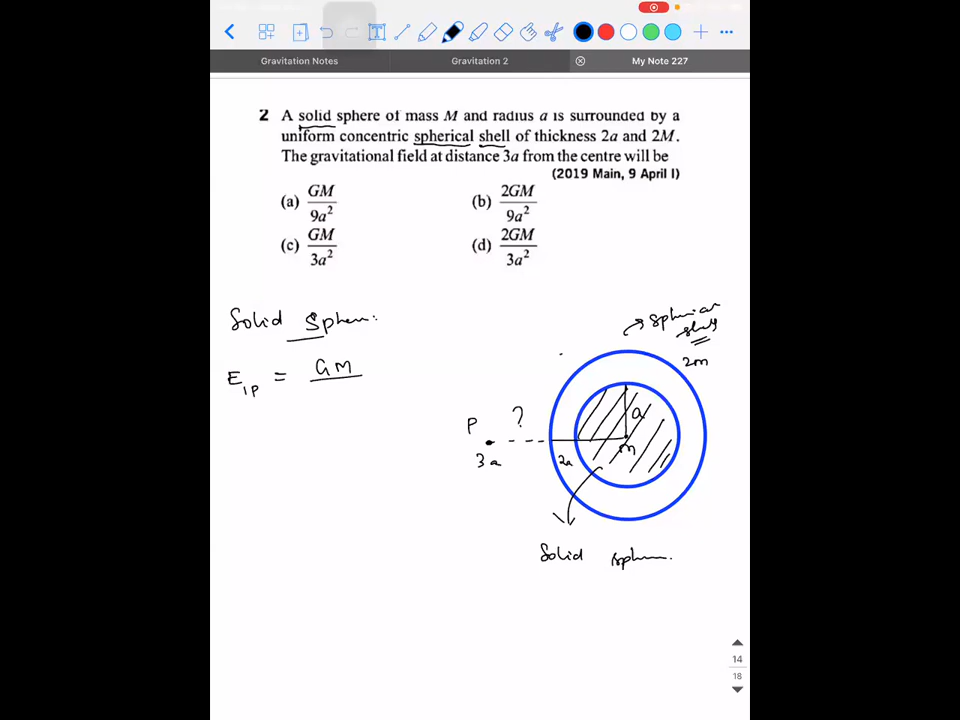 Gravitation Notes
Gravitation 2
My Note 227
2 A solid sphere of mass M and radius a is surrounded by a
uniform concentric spherical shell of thickness 2a and 2M.
The gravitational field at distance 3a from the centre will be
(2019 Main, 9 April I)
(a) GM/9a²
(b) 2GM/9a²
(c) GM/3a²
(d) 2GM/3a²
Solid Sphere:
E1P = GM
shell
2m
a
m
P
?
3a
2a
Solid sphere.
14
18